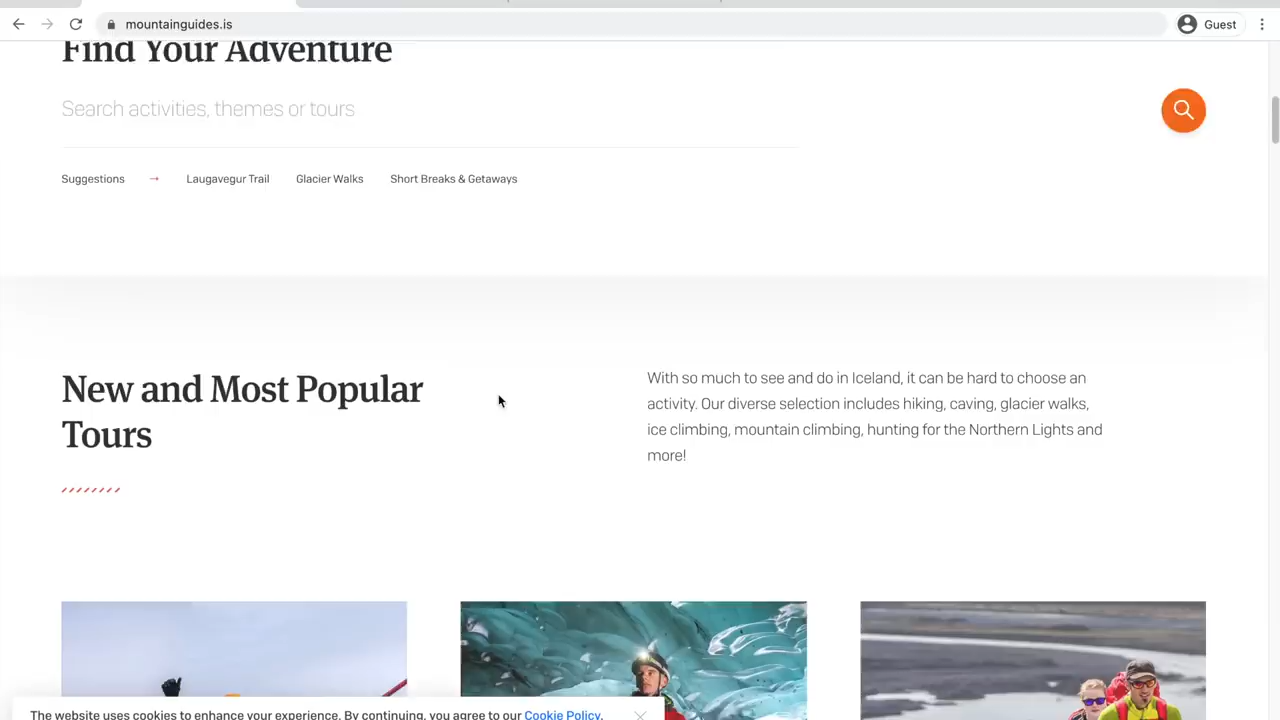 mountainguides.is
Guest
Find Your Adventure
Search activities, themes or tours
Suggestions → Laugavegur Trail Glacier Walks Short Breaks & Getaways
New and Most Popular
Tours
With so much to see and do in Iceland, it can be hard to choose an
activity. Our diverse selection includes hiking, caving, glacier walks,
ice climbing, mountain climbing, hunting for the Northern Lights and
more!
The website uses cookies to enhance your experience. By continuing, you agree to our Cookie Policy.